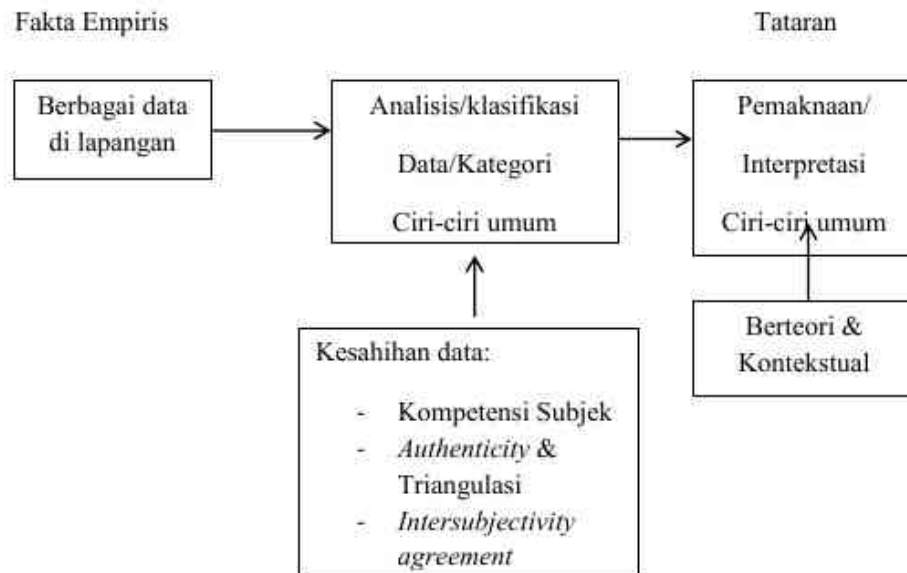 Fakta Empiris
Tataran
Berbagai data
di lapangan
Analisis/klasifikasi
Data/Kategori
Ciri-ciri umum
Pemaknaan/
Interpretasi
Ciri-ciri umum
Kesahihan data:
- Kompetensi Subjek
- Authenticity &
Triangulasi
- Intersubjectivity
agreement
Berteori &
Kontekstual